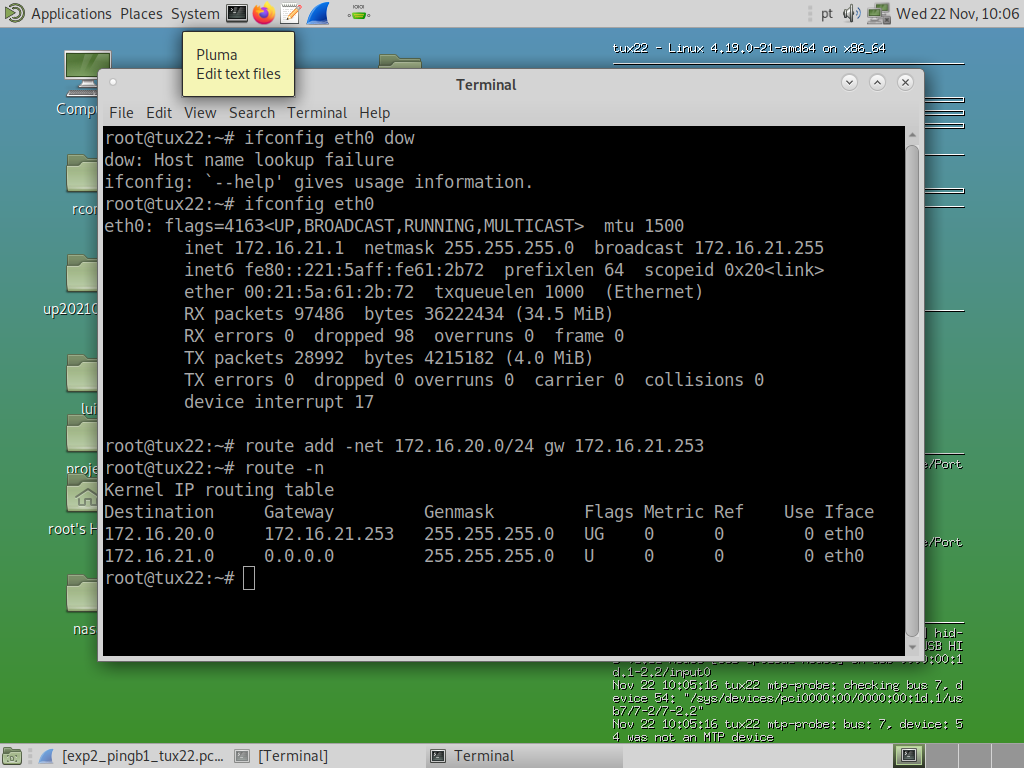 Applications Places System pt Wed 22 Nov, 10:06
Pluma
Edit text files
tux22 - Linux 4.19.0-21-amd64 on x86_64
Terminal
File Edit View Search Terminal Help
root@tux22:~# ifconfig eth0 dow
dow: Host name lookup failure
ifconfig: `--help' gives usage information.
root@tux22:~# ifconfig eth0
eth0: flags=4163<UP,BROADCAST,RUNNING,MULTICAST> mtu 1500
inet 172.16.21.1 netmask 255.255.255.0 broadcast 172.16.21.255
inet6 fe80::221:5aff:fe61:2b72 prefixlen 64 scopeid 0x20<link>
ether 00:21:5a:61:2b:72 txqueuelen 1000 (Ethernet)
RX packets 97486 bytes 36222434 (34.5 MiB)
RX errors 0 dropped 98 overruns 0 frame 0
TX packets 28992 bytes 4215182 (4.0 MiB)
TX errors 0 dropped 0 overruns 0 carrier 0 collisions 0
device interrupt 17
root@tux22:~# route add -net 172.16.20.0/24 gw 172.16.21.253
root@tux22:~# route -n
Kernel IP routing table
Destination Gateway Genmask Flags Metric Ref Use Iface
172.16.20.0 172.16.21.253 255.255.255.0 UG 0 0 0 eth0
172.16.21.0 0.0.0.0 255.255.255.0 U 0 0 0 eth0
root@tux22:~#
Compu
rcom
up20210
lui
proje
root's H
nas
e/Port
e/Port
] hid-
USB HI
:00:1
d.1-2.2/input0
Nov 22 10:05:16 tux22 mtp-probe: checking bus 7, d
evice 54: "/sys/devices/pci0000:00/0000:00:1d.1/us
b7/7-2/7-2.2"
Nov 22 10:05:16 tux22 mtp-probe: bus: 7, device: 5
4 was not an MTP device
[exp2_pingb1_tux22.pc... [Terminal] Terminal